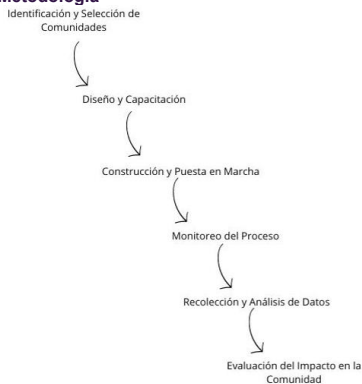 Metodología
Identificación y Selección de
Comunidades
Diseño y Capacitación
Construcción y Puesta en Marcha
Monitoreo del Proceso
Recolección y Análisis de Datos
Evaluación del Impacto en la
Comunidad